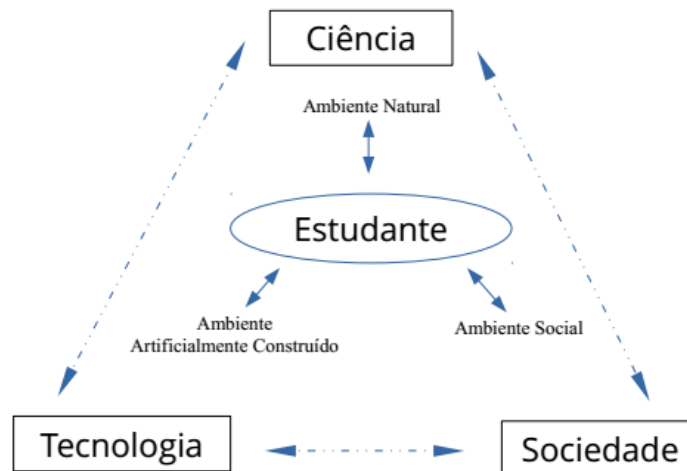 Ciência
Ambiente Natural
Estudante
Ambiente
Artificialmente Construído
Ambiente Social
Tecnologia
Sociedade